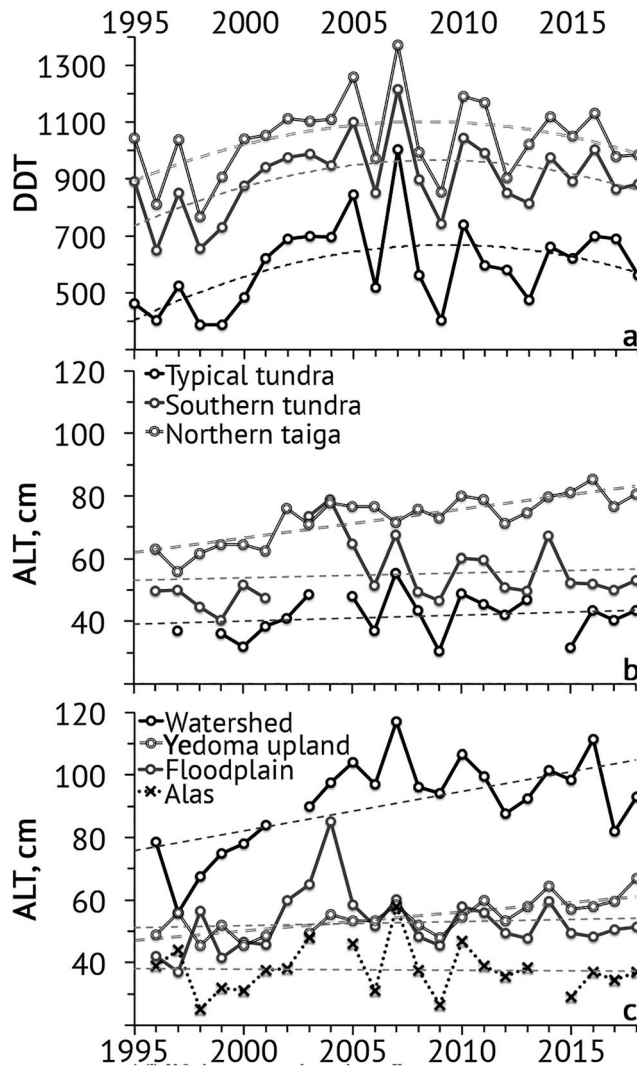 1995 2000 2005 2010 2015
1300
1100
900
700
500
DDT
a
120
100
80
60
40
ALT, cm
Typical tundra
Southern tundra
Northern taiga
b
120
100
80
60
40
ALT, cm
Watershed
Yedoma upland
Floodplain
Alas
c
1995 2000 2005 2010 2015